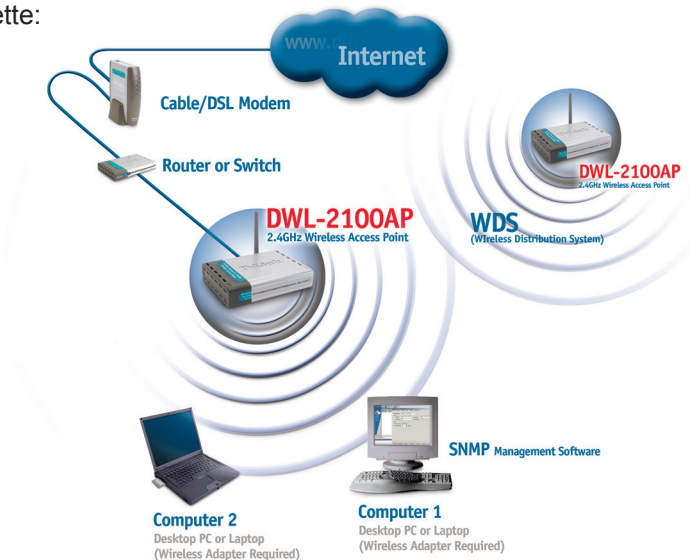 ette:
www.d
Internet
Cable/DSL Modem
Router or Switch
DWL-2100AP
2.4GHz Wireless Access Point
DWL-2100AP
2.4GHz Wireless Access Point
WDS
(WIreless Distribution System)
SNMP Management Software
Computer 2
Desktop PC or Laptop
(Wireless Adapter Required)
Computer 1
Desktop PC or Laptop
(Wireless Adapter Required)